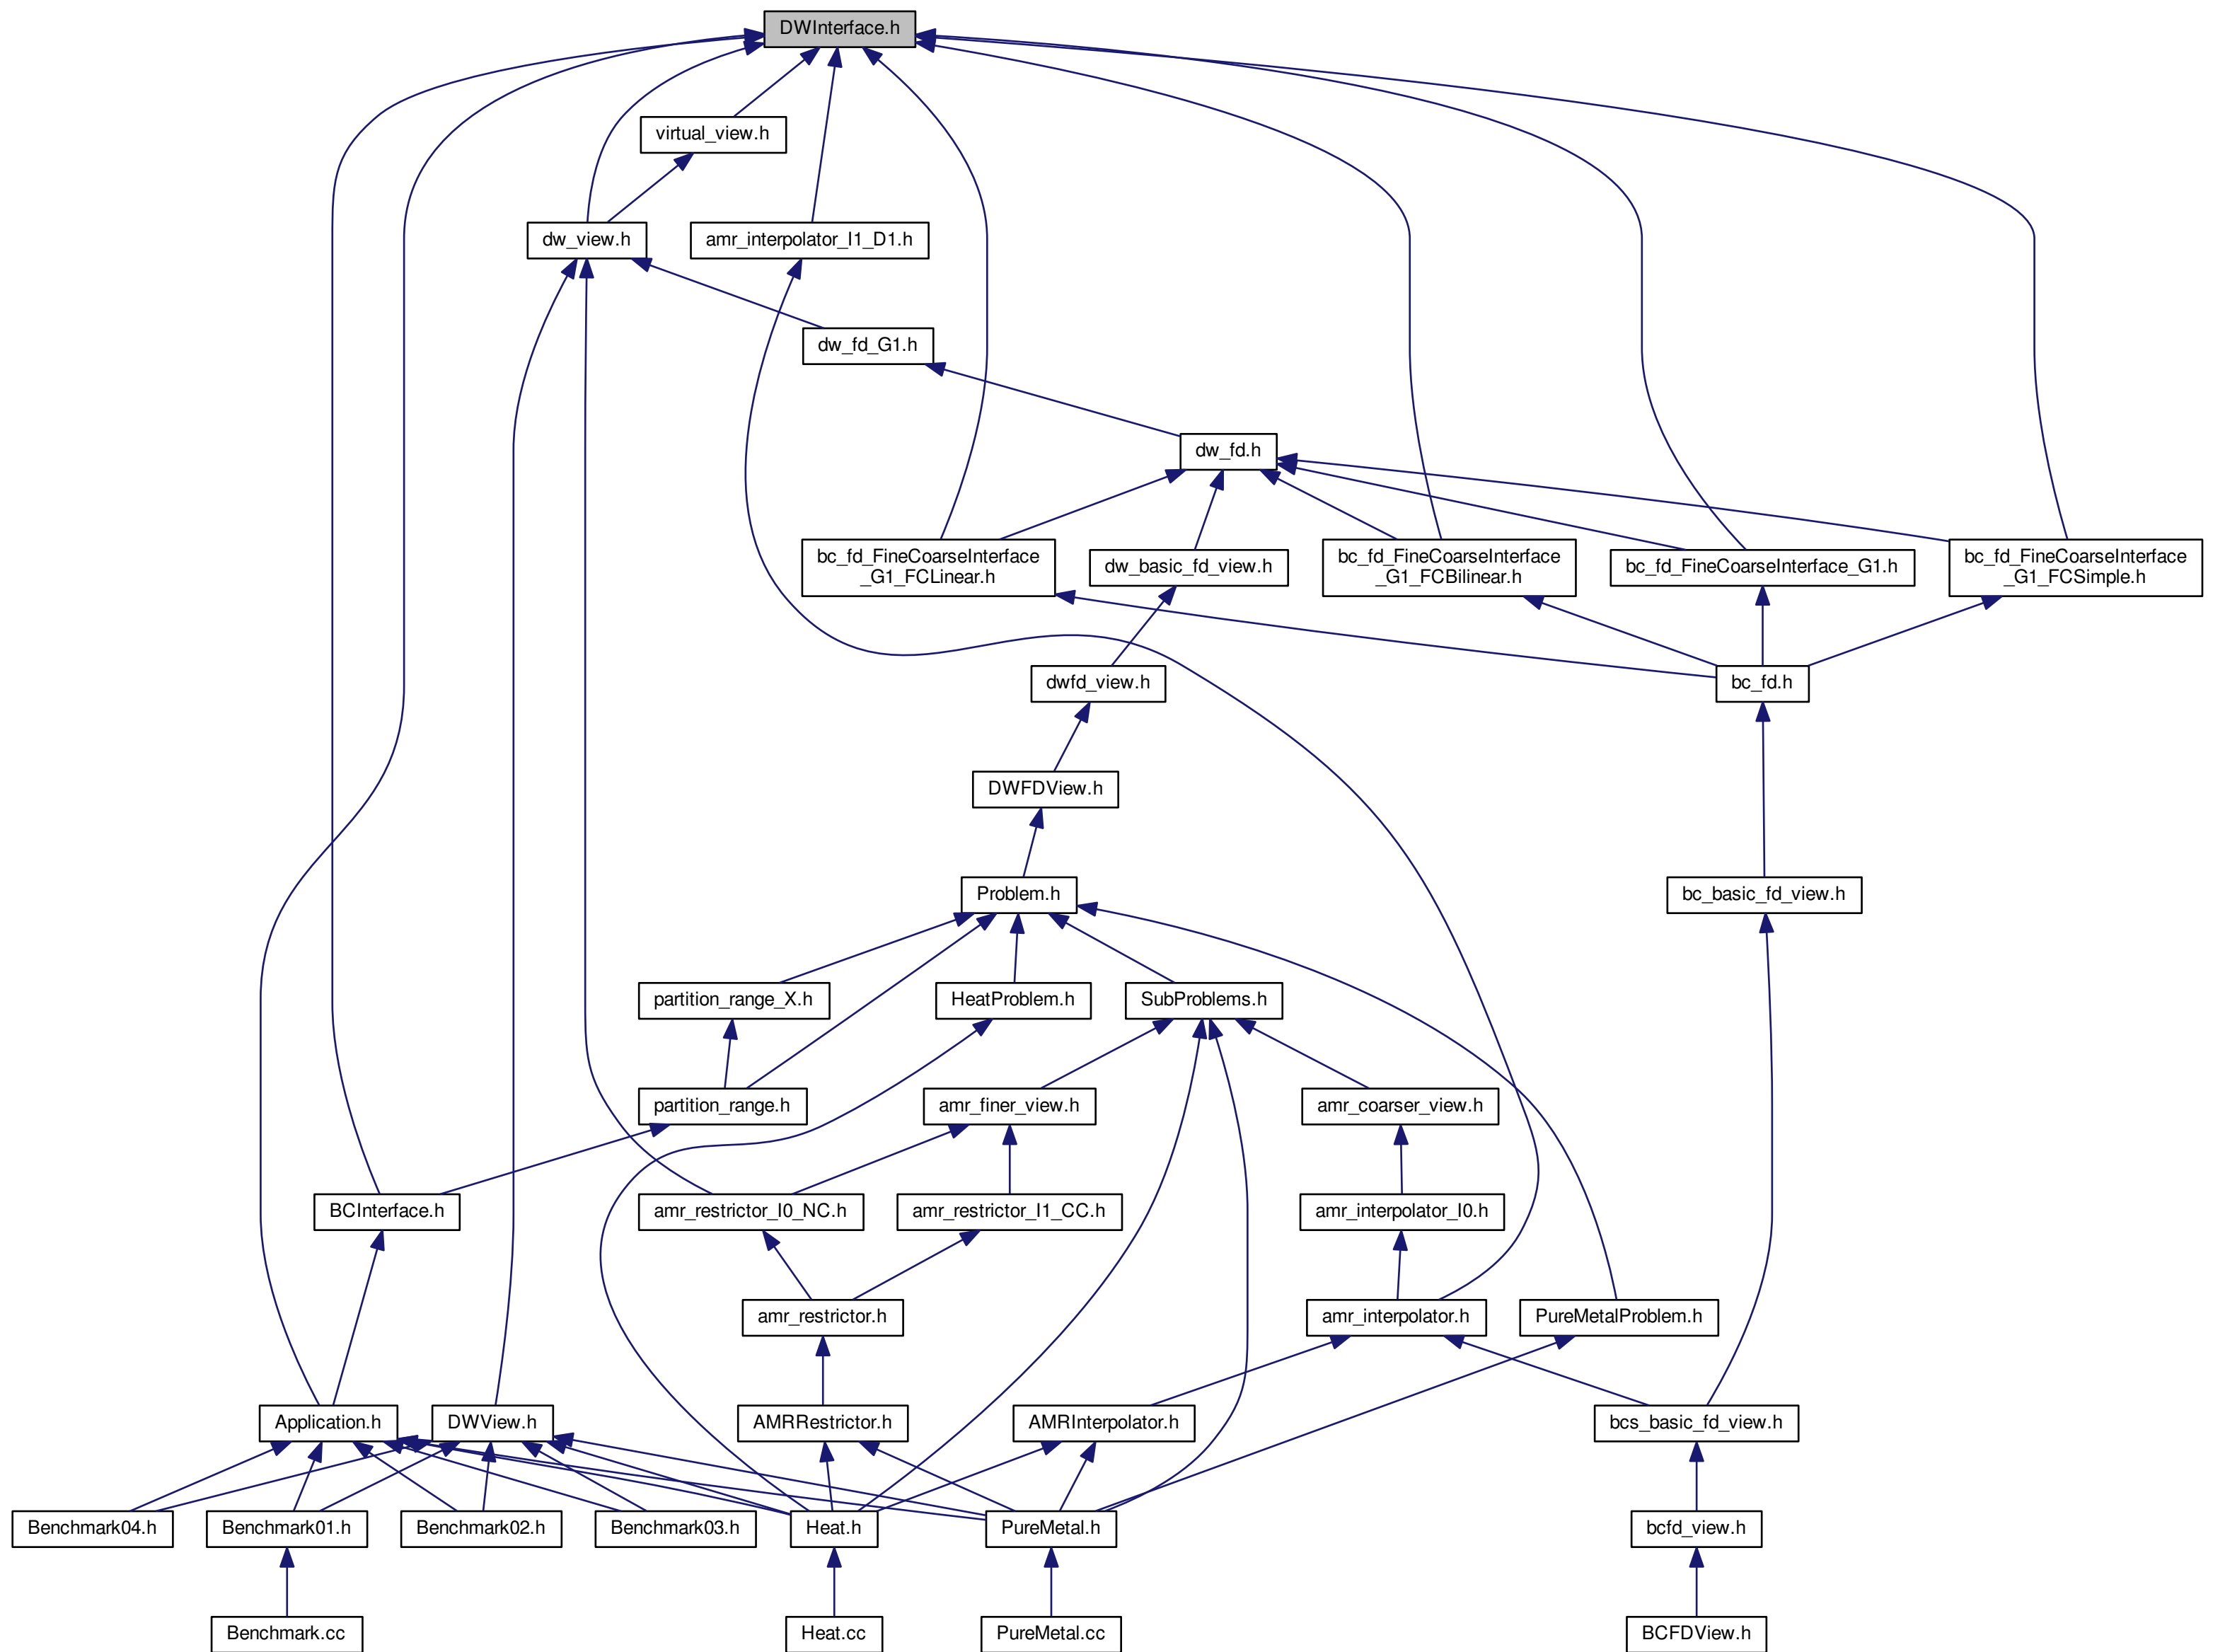 DWInterface.h
virtual_view.h
dw_view.h
amr_interpolator_I1_D1.h
dw_fd_G1.h
dw_fd.h
bc_fd_FineCoarseInterface
_G1_FCLinear.h
dw_basic_fd_view.h
bc_fd_FineCoarseInterface
_G1_FCBilinear.h
bc_fd_FineCoarseInterface_G1.h
bc_fd_FineCoarseInterface
_G1_FCSimple.h
dwfd_view.h
bc_fd.h
DWFDView.h
Problem.h
bc_basic_fd_view.h
partition_range_X.h
HeatProblem.h
SubProblems.h
partition_range.h
amr_finer_view.h
amr_coarser_view.h
BCInterface.h
amr_restrictor_I0_NC.h
amr_restrictor_I1_CC.h
amr_interpolator_I0.h
amr_restrictor.h
amr_interpolator.h
PureMetalProblem.h
Application.h
DWView.h
AMRRestrictor.h
AMRInterpolator.h
bcs_basic_fd_view.h
Benchmark04.h
Benchmark01.h
Benchmark02.h
Benchmark03.h
Heat.h
PureMetal.h
bcfd_view.h
Benchmark.cc
Heat.cc
PureMetal.cc
BCFDView.h